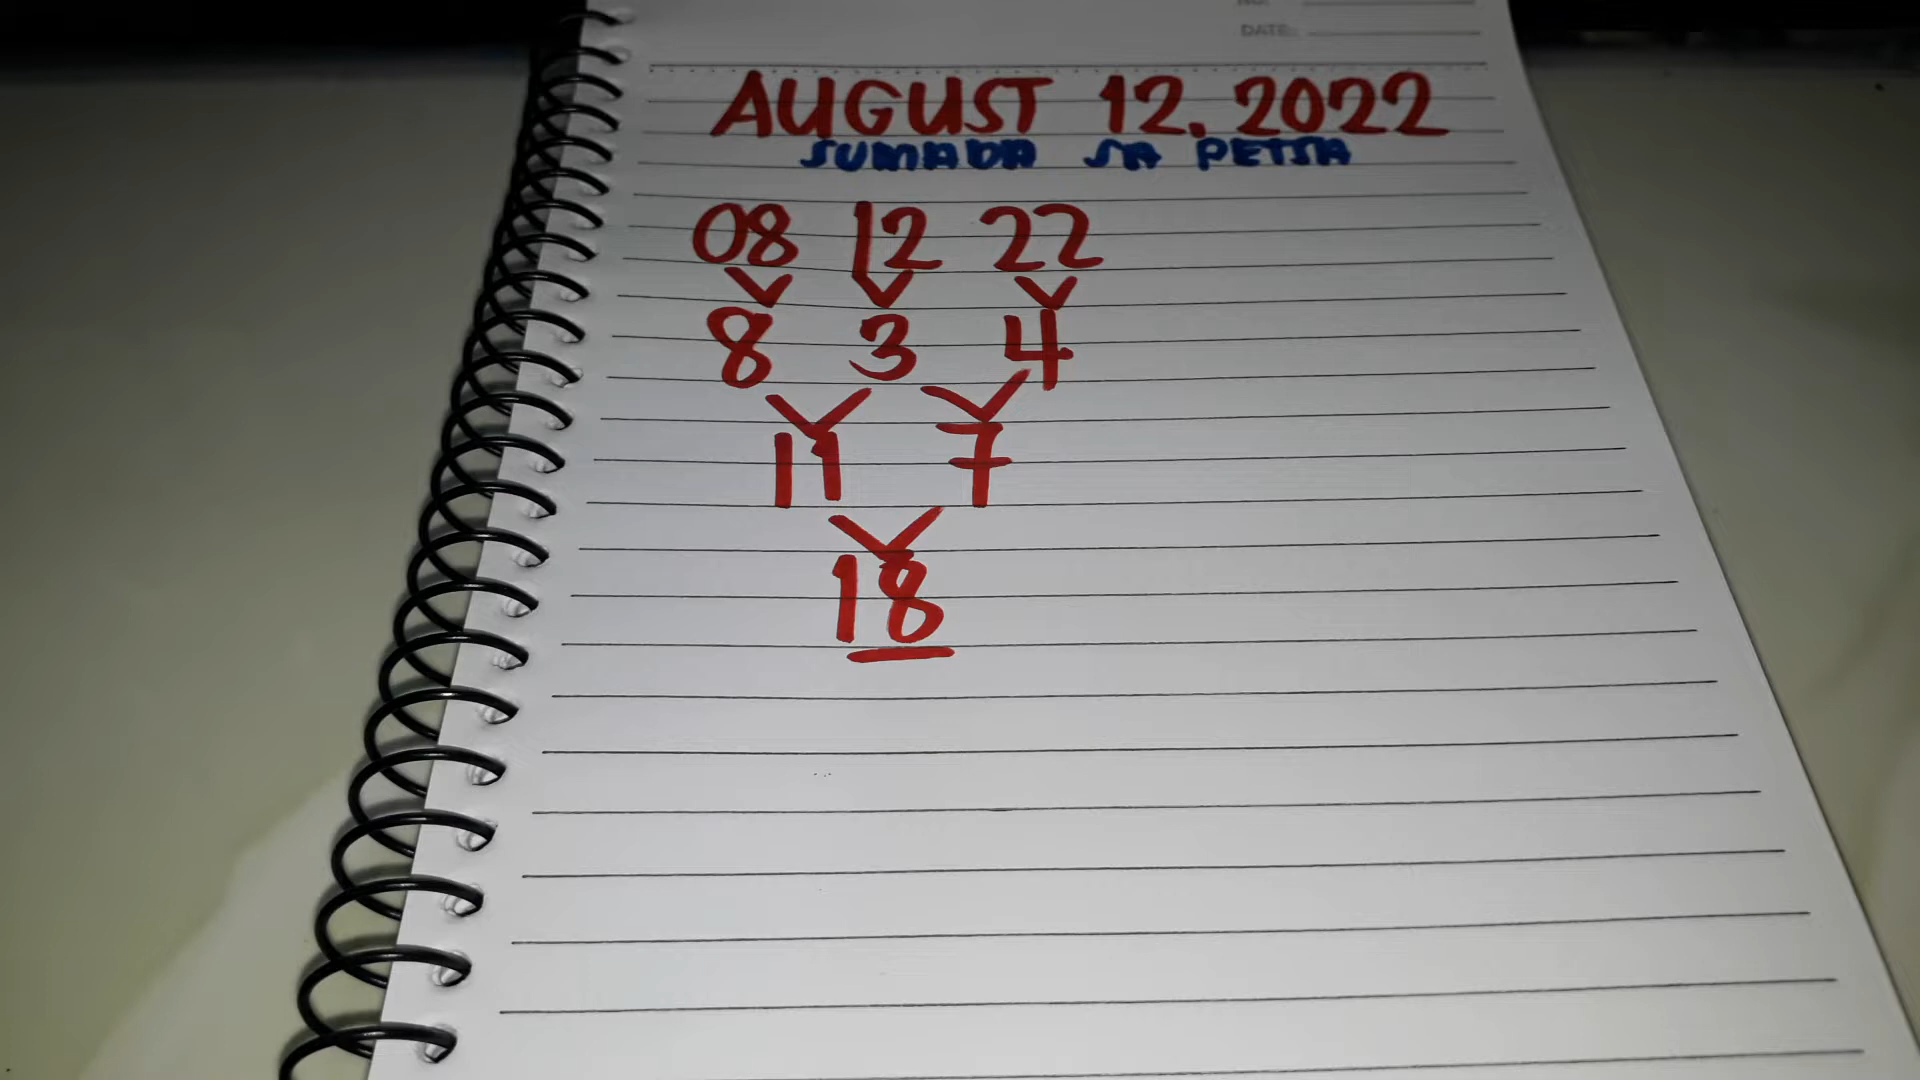 DATE:
AUGUST 12, 2022
SUMADA SA PETSA
08 12 22
8 3 4
11 7
18